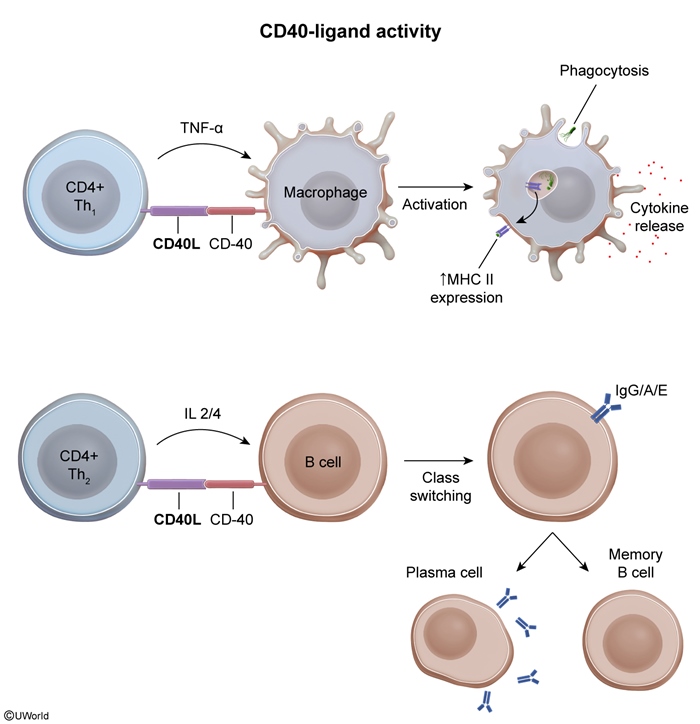 CD40-ligand activity
Phagocytosis
TNF-α
CD4+
Th₁
Macrophage
Activation
Cytokine
release
CD40L
CD-40
↑MHC II
expression
IgG/A/E
IL 2/4
CD4+
Th₂
B cell
Class
switching
CD40L
CD-40
Plasma cell
Memory
B cell
©UWorld